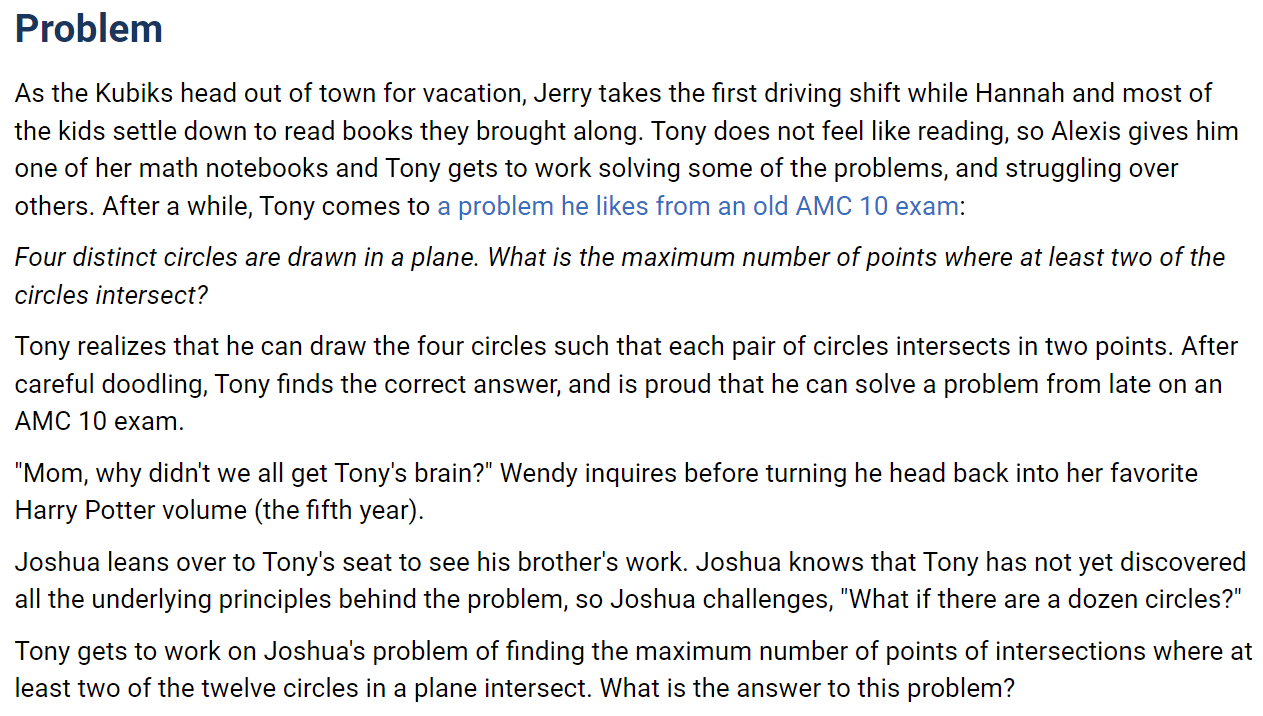 Problem
As the Kubiks head out of town for vacation, Jerry takes the first driving shift while Hannah and most of
the kids settle down to read books they brought along. Tony does not feel like reading, so Alexis gives him
one of her math notebooks and Tony gets to work solving some of the problems, and struggling over
others. After a while, Tony comes to a problem he likes from an old AMC 10 exam:
Four distinct circles are drawn in a plane. What is the maximum number of points where at least two of the
circles intersect?
Tony realizes that he can draw the four circles such that each pair of circles intersects in two points. After
careful doodling, Tony finds the correct answer, and is proud that he can solve a problem from late on an
AMC 10 exam.
"Mom, why didn't we all get Tony's brain?" Wendy inquires before turning he head back into her favorite
Harry Potter volume (the fifth year).
Joshua leans over to Tony's seat to see his brother's work. Joshua knows that Tony has not yet discovered
all the underlying principles behind the problem, so Joshua challenges, "What if there are a dozen circles?"
Tony gets to work on Joshua's problem of finding the maximum number of points of intersections where at
least two of the twelve circles in a plane intersect. What is the answer to this problem?